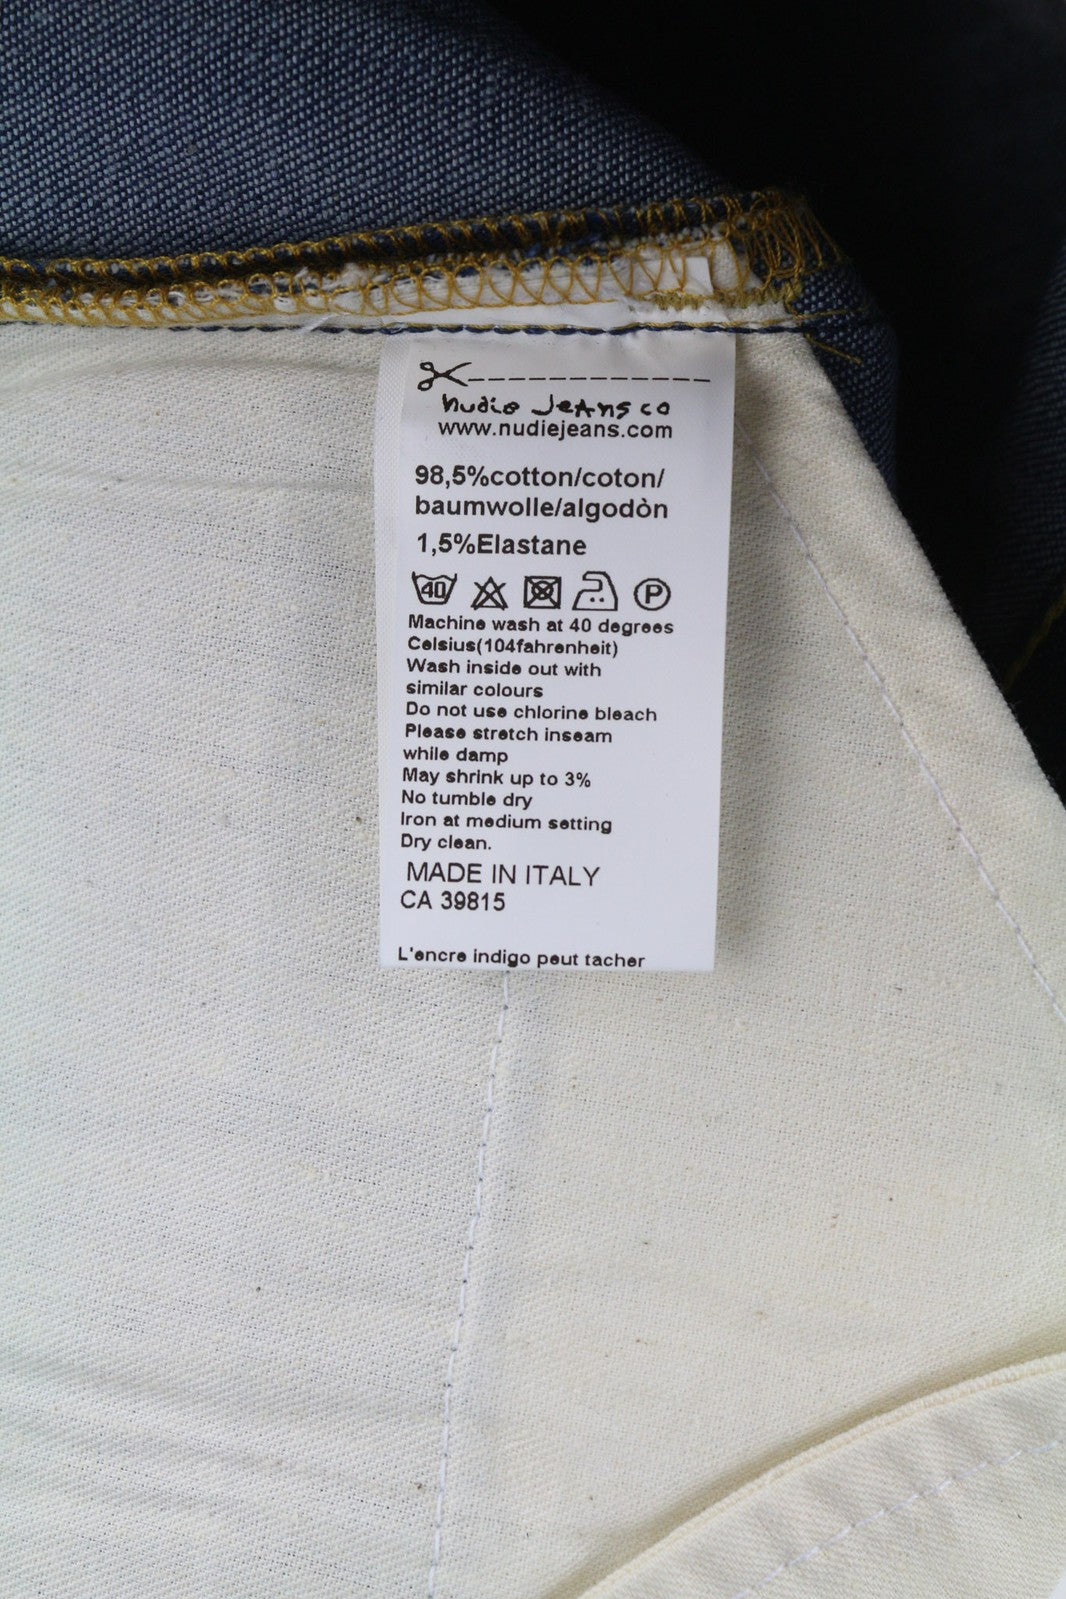 nudie Jeans co
www.nudiejeans.com
98,5%cotton/coton/
baumwolle/algodòn
1,5%Elastane
40 P
Machine wash at 40 degrees
Celsius(104fahrenheit)
Wash inside out with
similar colours
Do not use chlorine bleach
Please stretch inseam
while damp
May shrink up to 3%
No tumble dry
Iron at medium setting
Dry clean.
MADE IN ITALY
CA 39815
L'encre indigo peut tacher